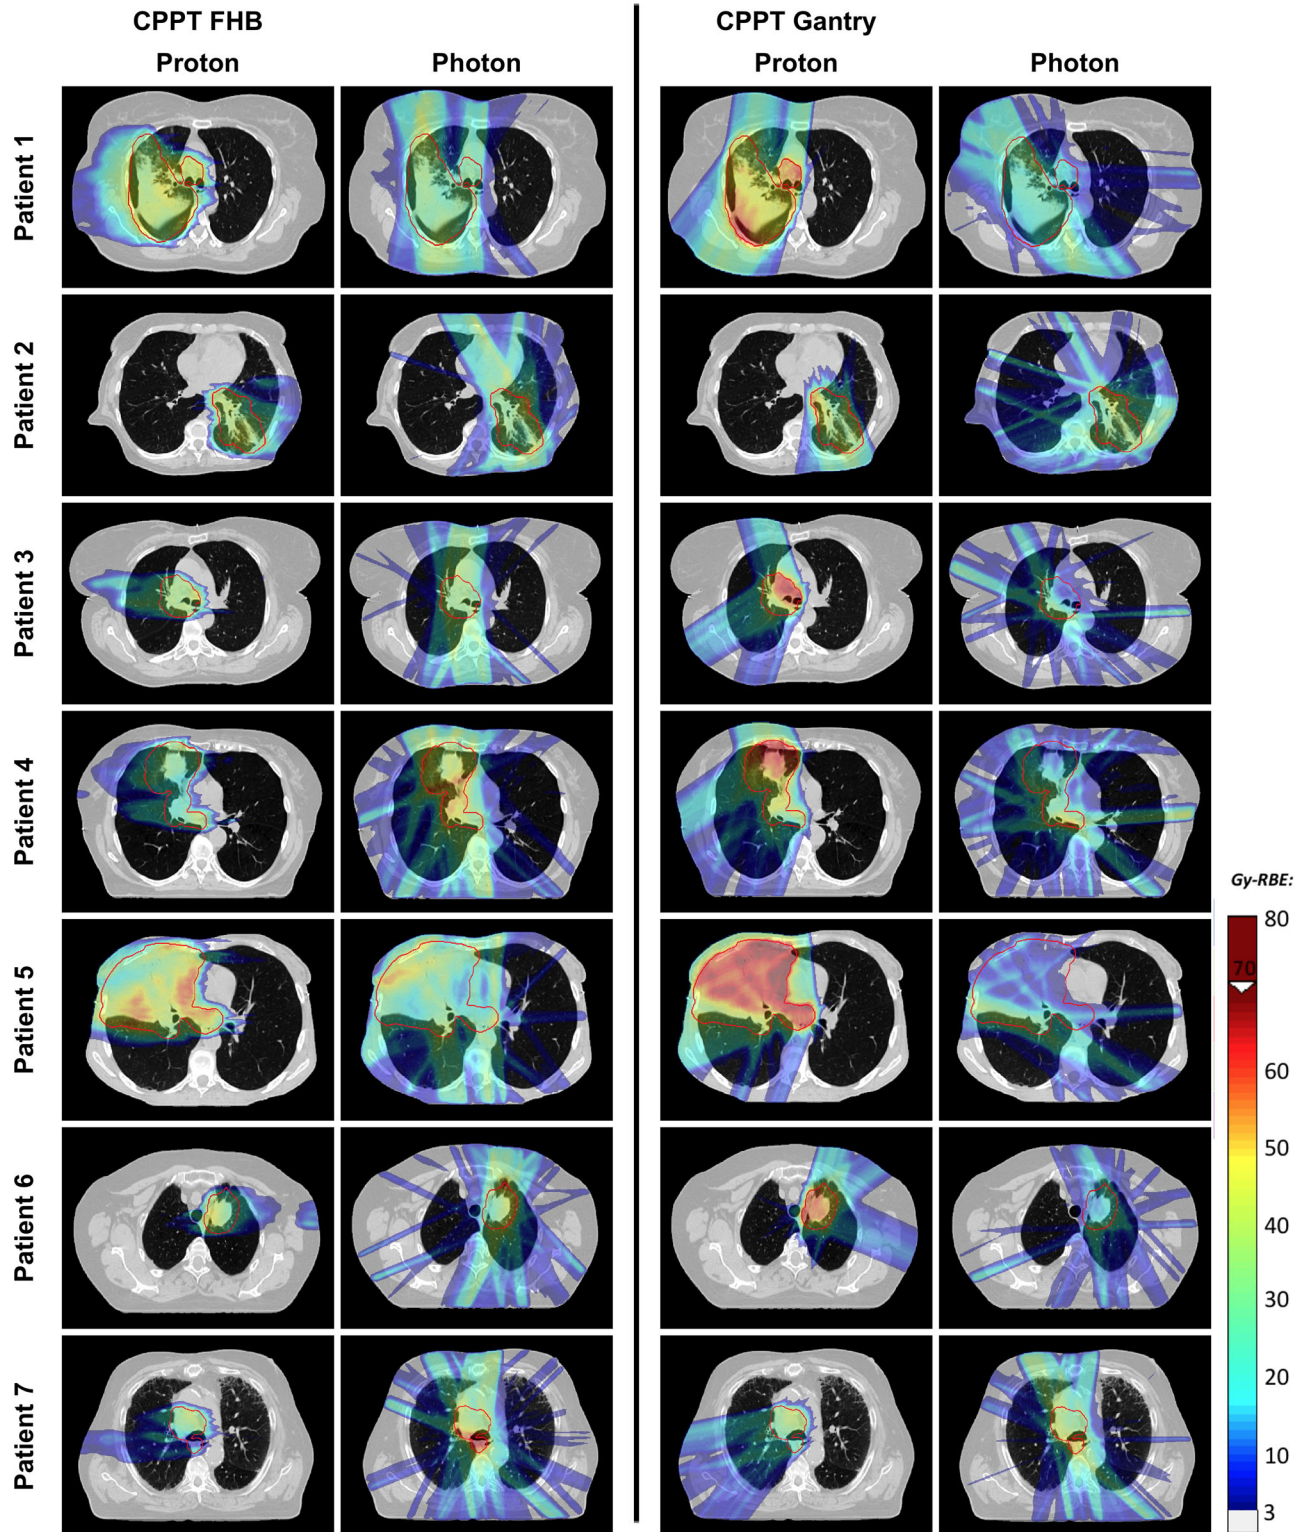 CPPT FHB
CPPT Gantry
Proton
Photon
Proton
Photon
Patient 1
Patient 2
Patient 3
Patient 4
Patient 5
Patient 6
Patient 7
Gy-RBE:
80
70
60
50
40
30
20
10
3